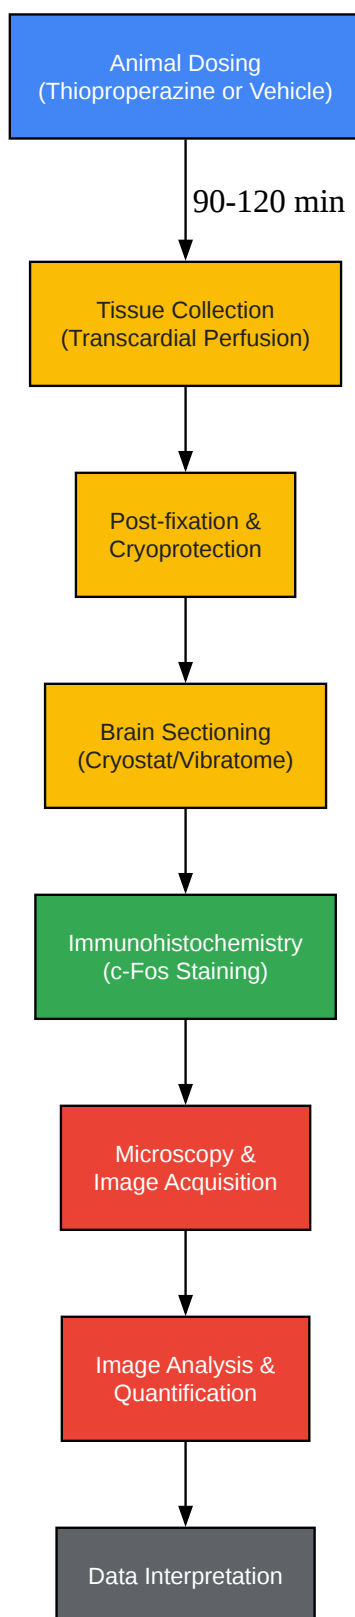 Animal Dosing
(Thioproperazine or Vehicle)
90-120 min
Tissue Collection
(Transcardial Perfusion)
Post-fixation &
Cryoprotection
Brain Sectioning
(Cryostat/Vibratome)
Immunohistochemistry
(c-Fos Staining)
Microscopy &
Image Acquisition
Image Analysis &
Quantification
Data Interpretation